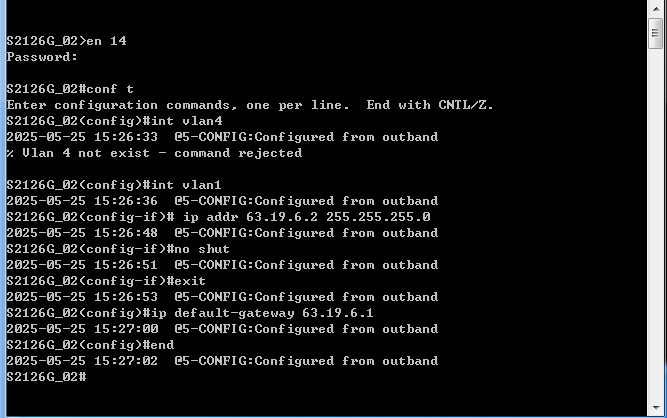 S2126G_02>en 14
Password:
S2126G_02#conf t
Enter configuration commands, one per line.  End with CNTL/Z.
S2126G_02(config)#int vlan4
2025-05-25 15:26:33  @5-CONFIG:Configured from outband
% Vlan 4 not exist - command rejected
S2126G_02(config)#int vlan1
2025-05-25 15:26:36  @5-CONFIG:Configured from outband
S2126G_02(config-if)# ip addr 63.19.6.2 255.255.255.0
2025-05-25 15:26:48  @5-CONFIG:Configured from outband
S2126G_02(config-if)#no shut
2025-05-25 15:26:51  @5-CONFIG:Configured from outband
S2126G_02(config-if)#exit
2025-05-25 15:26:53  @5-CONFIG:Configured from outband
S2126G_02(config)#ip default-gateway 63.19.6.1
2025-05-25 15:27:00  @5-CONFIG:Configured from outband
S2126G_02(config)#end
2025-05-25 15:27:02  @5-CONFIG:Configured from outband
S2126G_02#